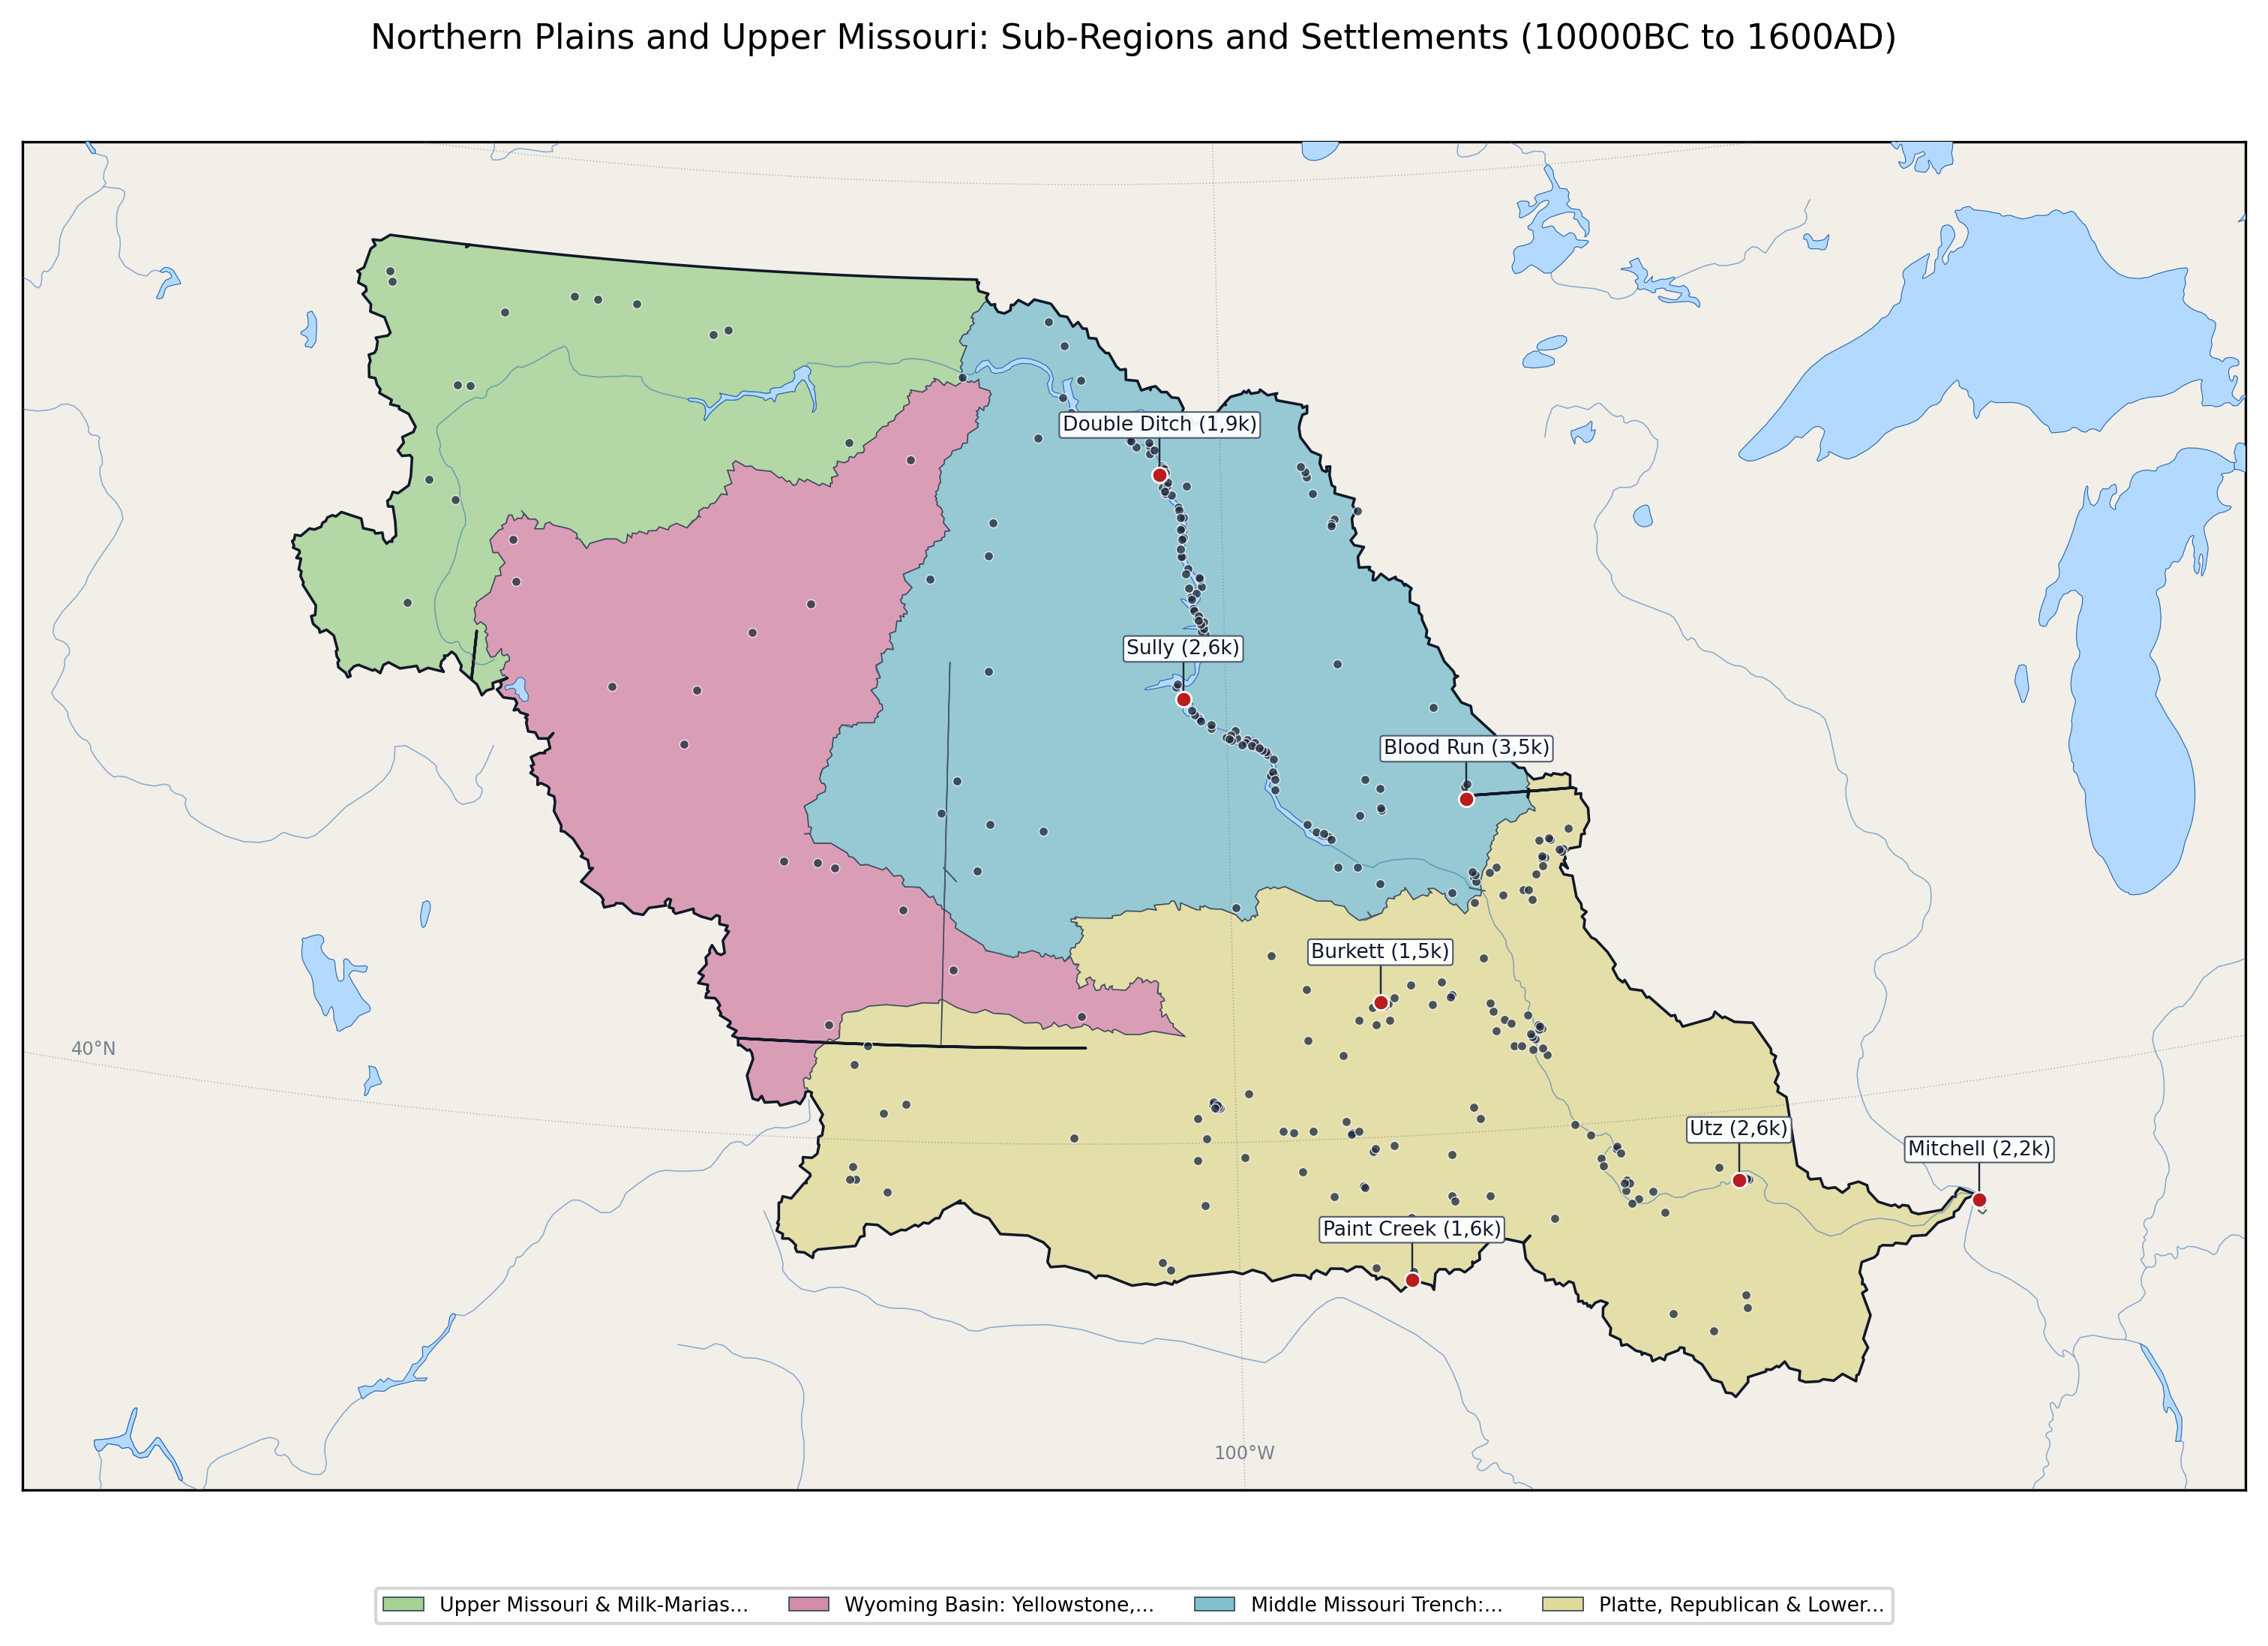 Northern Plains and Upper Missouri: Sub-Regions and Settlements (10000BC to 1600AD)
Double Ditch (1,9k)
Sully (2,6k)
Blood Run (3,5k)
Burkett (1,5k)
40°N
Utz (2,6k)
Mitchell (2,2k)
Paint Creek (1,6k)
100°W
Upper Missouri & Milk-Marias...
Wyoming Basin: Yellowstone,...
Middle Missouri Trench:...
Platte, Republican & Lower...